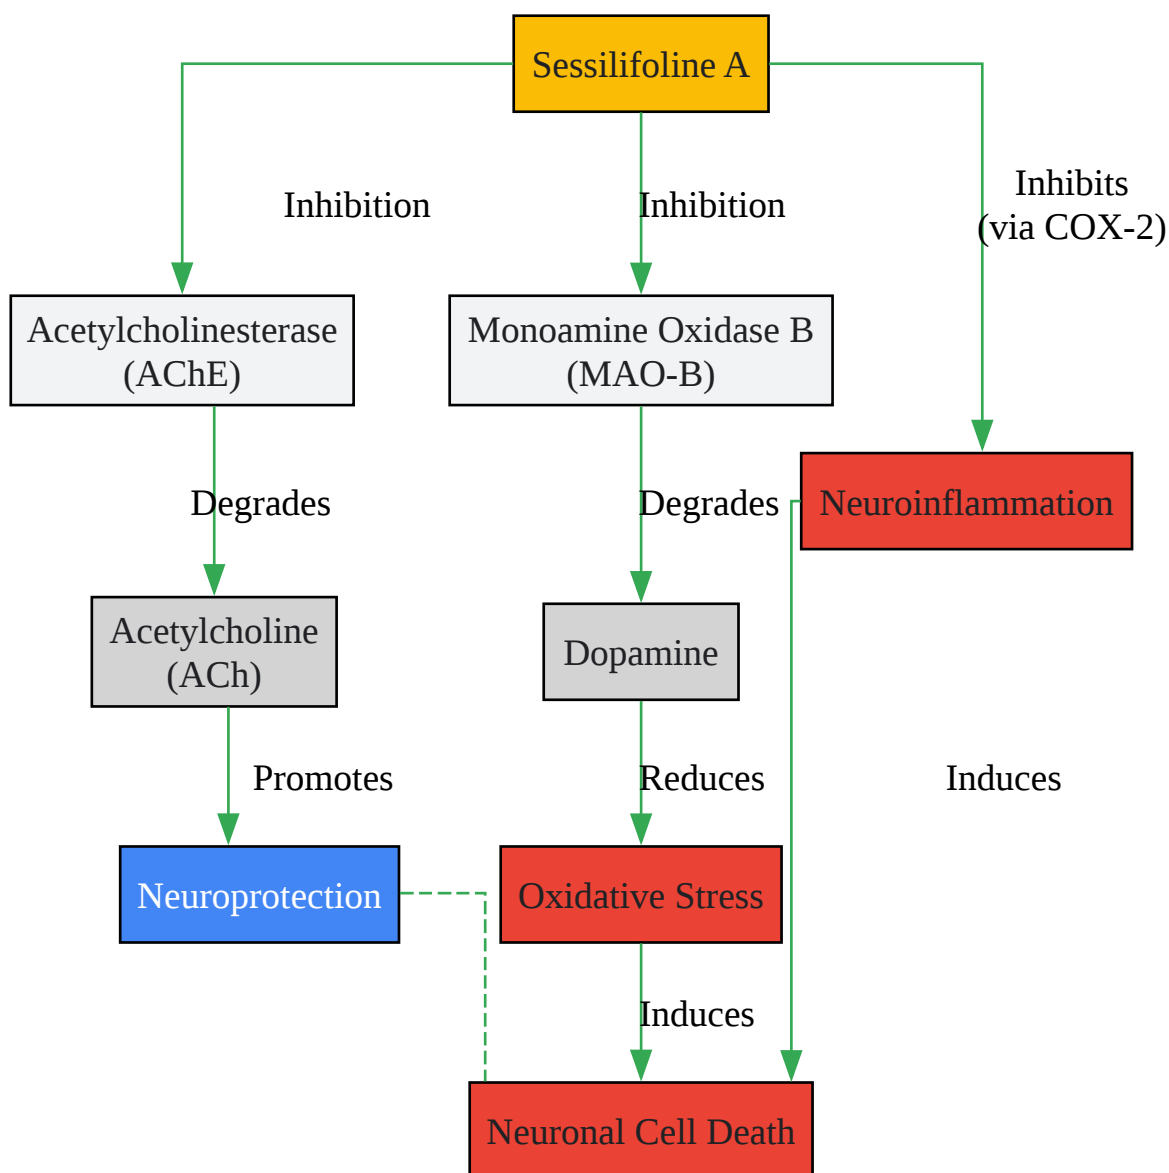 Sessilifoline A
Inhibition
Inhibition
Inhibits
(via COX-2)
Acetylcholinesterase
(AChE)
Monoamine Oxidase B
(MAO-B)
Degrades
Degrades
Neuroinflammation
Acetylcholine
(ACh)
Dopamine
Promotes
Reduces
Induces
Neuroprotection
Oxidative Stress
Induces
Neuronal Cell Death